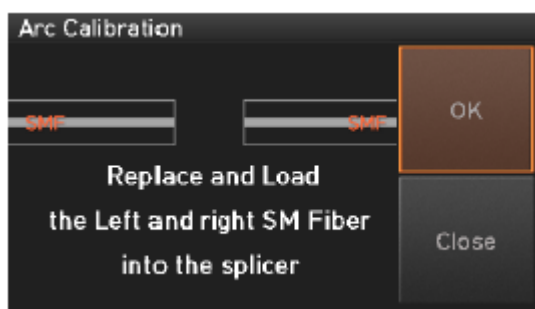 Arc Calibration
SMF
SMF
OK
Replace and Load
the Left and right SM Fiber
into the splicer
Close